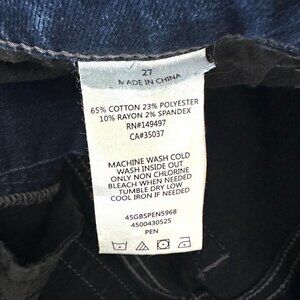 27
MADE IN CHINA
65% COTTON 23% POLYESTER
10% RAYON 2% SPANDEX
RN#149497
CA#35037
MACHINE WASH COLD
WASH INSIDE OUT
ONLY NON CHLORINE
BLEACH WHEN NEEDED
TUMBLE DRY LOW
COOL IRON IF NEEDED
45GBSPEN5968
4500430525
PEN